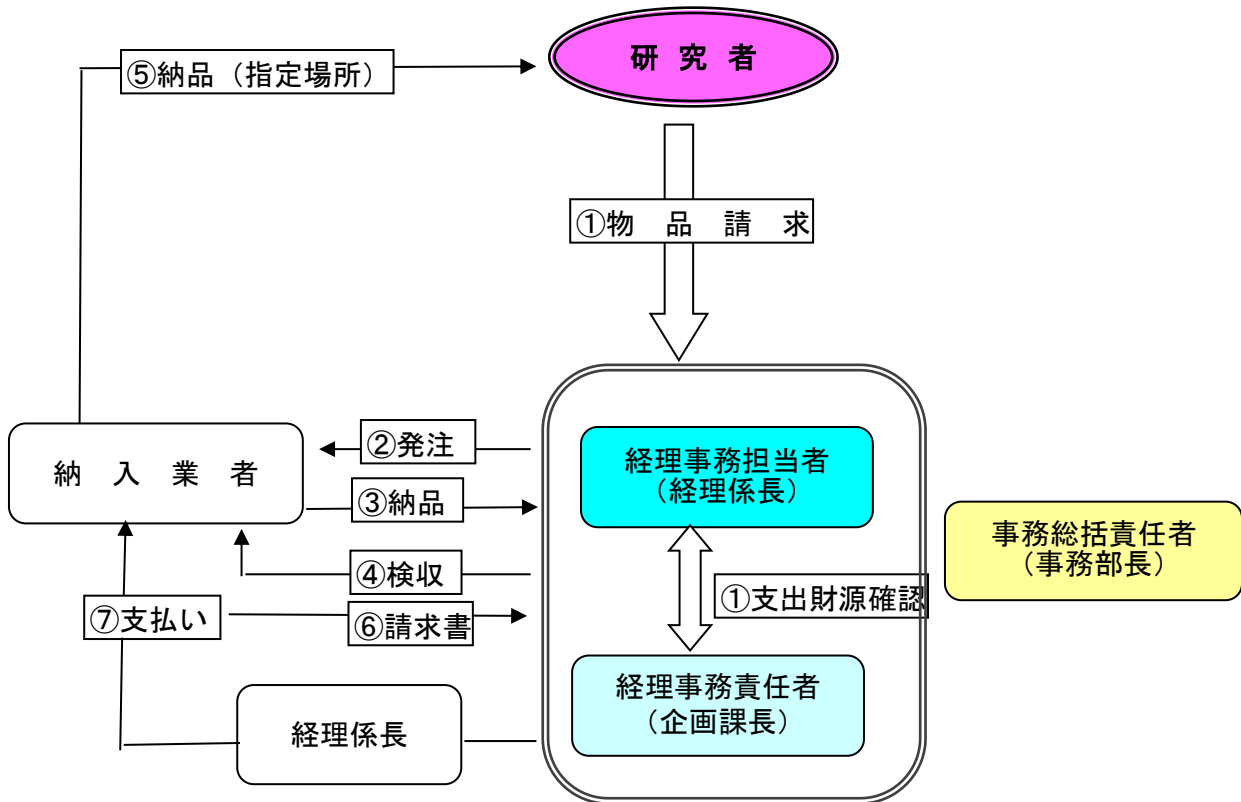 研 究 者
⑤納品（指定場所）
①物 品 請 求
②発注
納 入 業 者
③納品
④検収
⑦支払い
⑥請求書
経理事務担当者
（経理係長）
①支出財源確認
事務総括責任者
（事務部長）
経理事務責任者
（企画課長）
経理係長